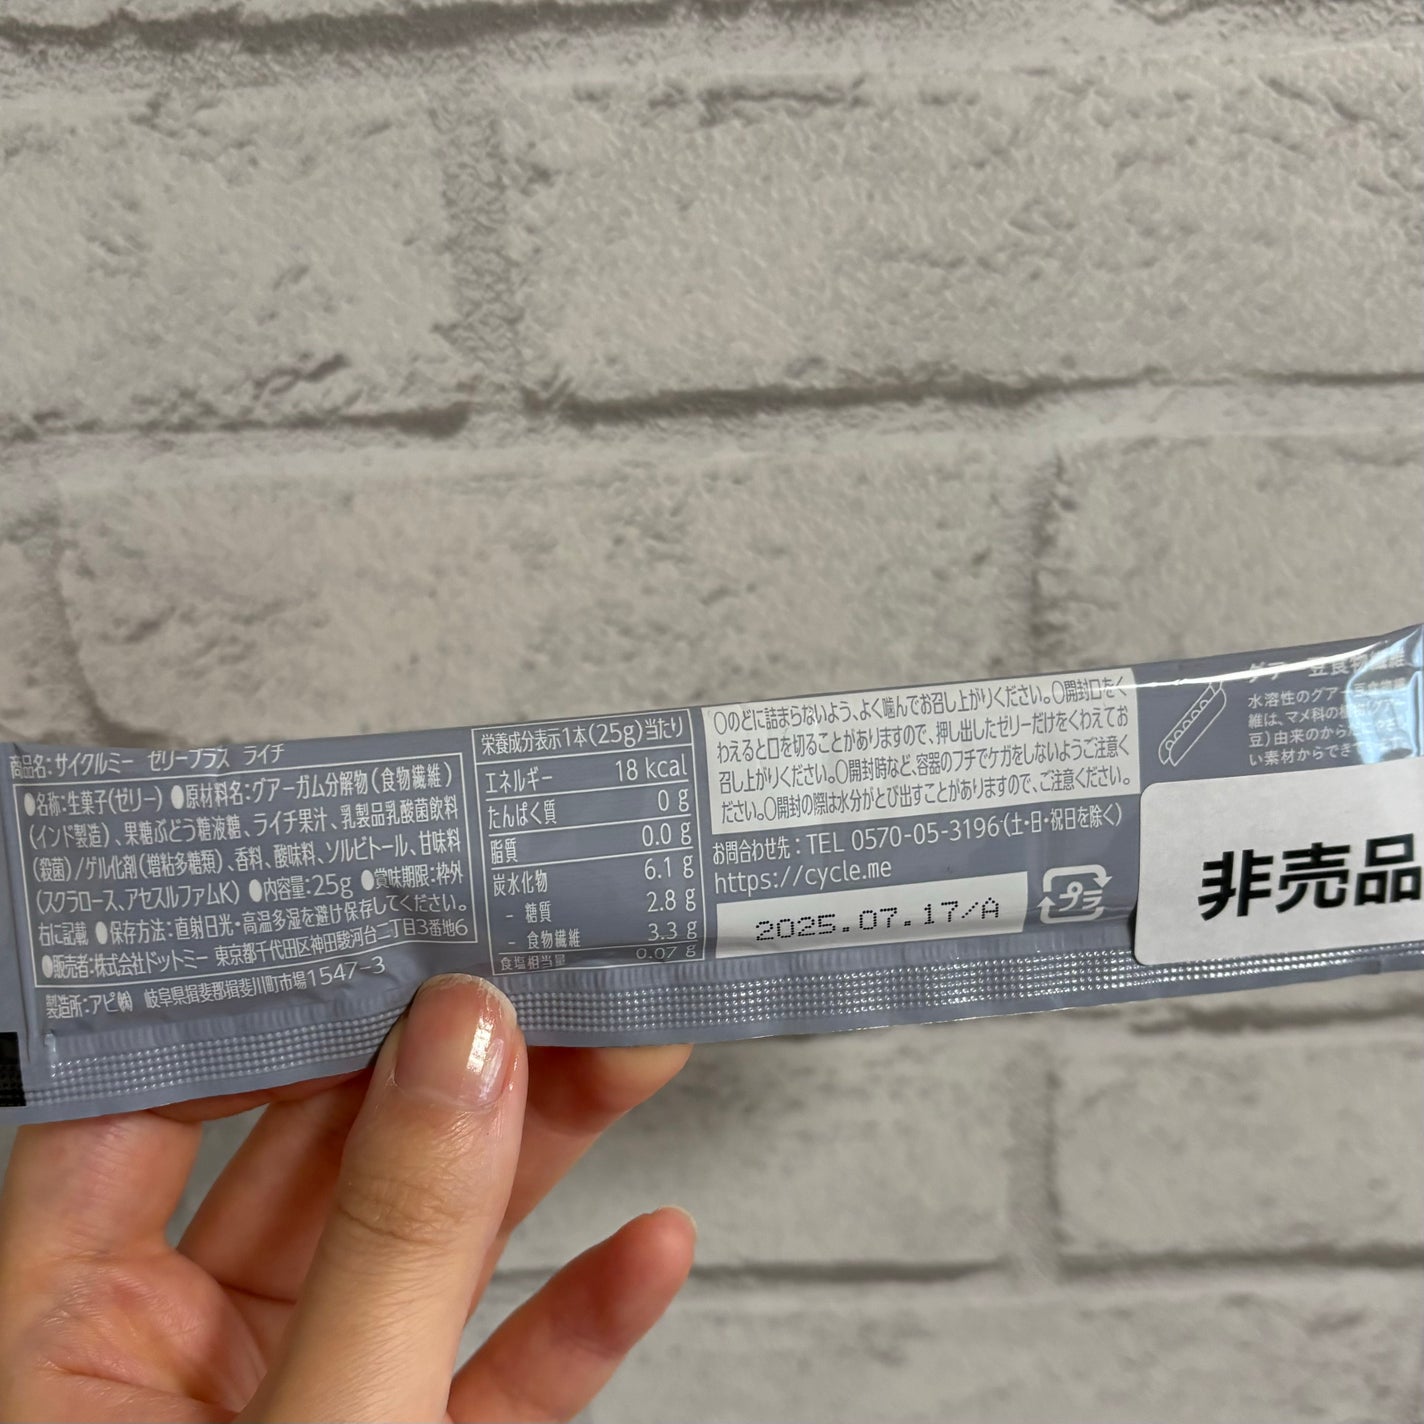 商品名:サイクルミー ゼリープラス ライチ
●名称:生菓子(ゼリー) ●原材料名:グアーガム分解物(食物繊維)
(インド製造)、果糖ぶどう糖液糖、ライチ果汁、乳製品乳酸菌飲料
(殺菌)/ゲル化剤(増粘多糖類)、香料、酸味料、ソルビトール、甘味料
(スクラロース、アセスルファムK) ●内容量:25g ●賞味期限:枠外
右に記載 ●保存方法:直射日光・高温多湿を避け保存してください。
●販売者:株式会社ドットミー 東京都千代田区神田駿河台二丁目3番地6
製造所:アピ㈱ 岐阜県揖斐郡揖斐川町市場1547-3
栄養成分表示1本(25g)当たり
エネルギー 18 kcal
たんぱく質 0 g
脂質 0.0 g
炭水化物 6.1 g
- 糖質 2.8 g
- 食物繊維 3.3 g
食塩相当量 0.07 g
○のどに詰まらないよう、よく噛んでお召し上がりください。○開封口をく
わえると口を切ることがありますので、押し出したゼリーだけをくわえてお
召し上がりください。○開封時など、容器のフチでケガをしないようご注意く
ださい。○開封の際は水分がとび出すことがありますので、ご注意ください。
お問合わせ先:TEL 0570-05-3196(土・日・祝日を除く)
https://cycle.me
2025.07.17/A
プラ
豆食物繊維
水溶性のグアー豆食物繊
維は、マメ科の
豆)由来のから
い素材からでき
非売品